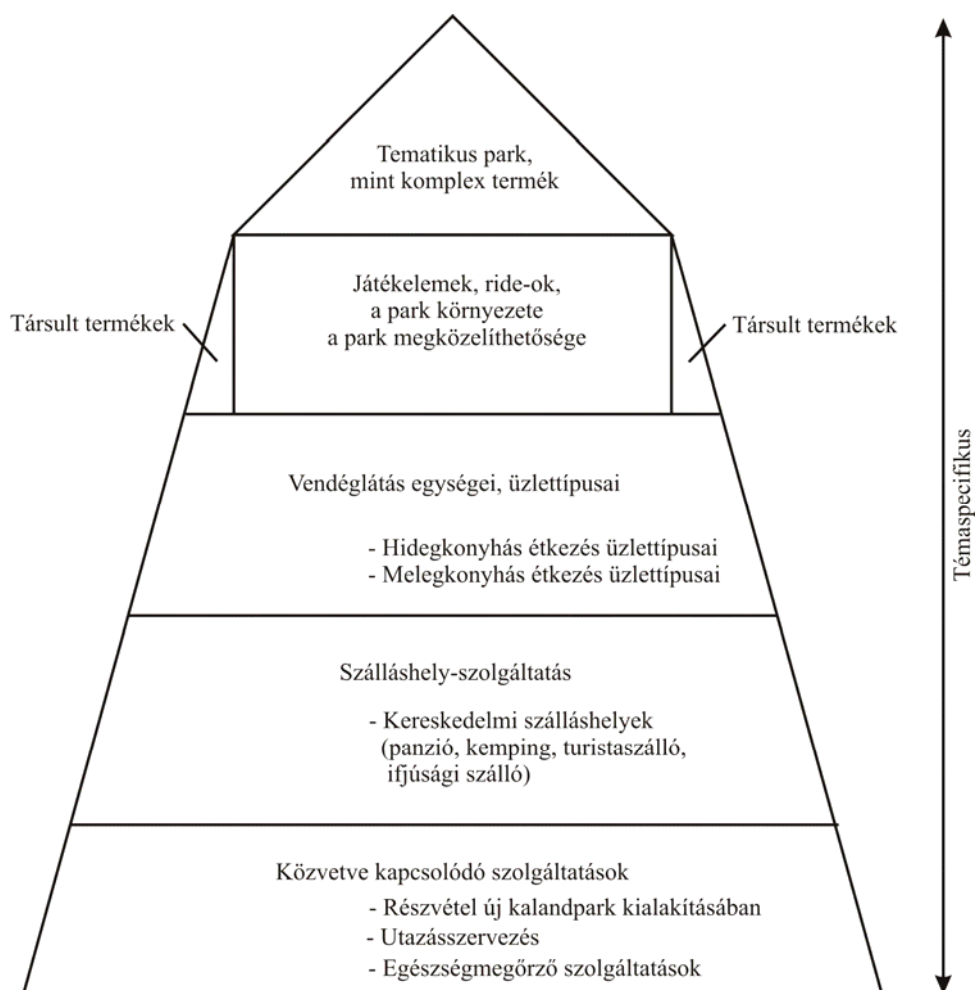 Tematikus park,
mint komplex termék
Játékelemek, ride-ok,
a park környezete
a park megközelíthetősége
Társult termékek
Társult termékek
Vendéglátás egységei, üzlettípusai
- Hidegkonyhás étkezés üzlettípusai
- Melegkonyhás étkezés üzlettípusai
Szálláshely-szolgáltatás
- Kereskedelmi szálláshelyek
(panzió, kemping, turistaszálló,
ifjúsági szálló)
Közvetve kapcsolódó szolgáltatások
- Részvétel új kalandpark kialakításában
- Utazásszervezés
- Egészségmegőrző szolgáltatások
Témaspecifikus